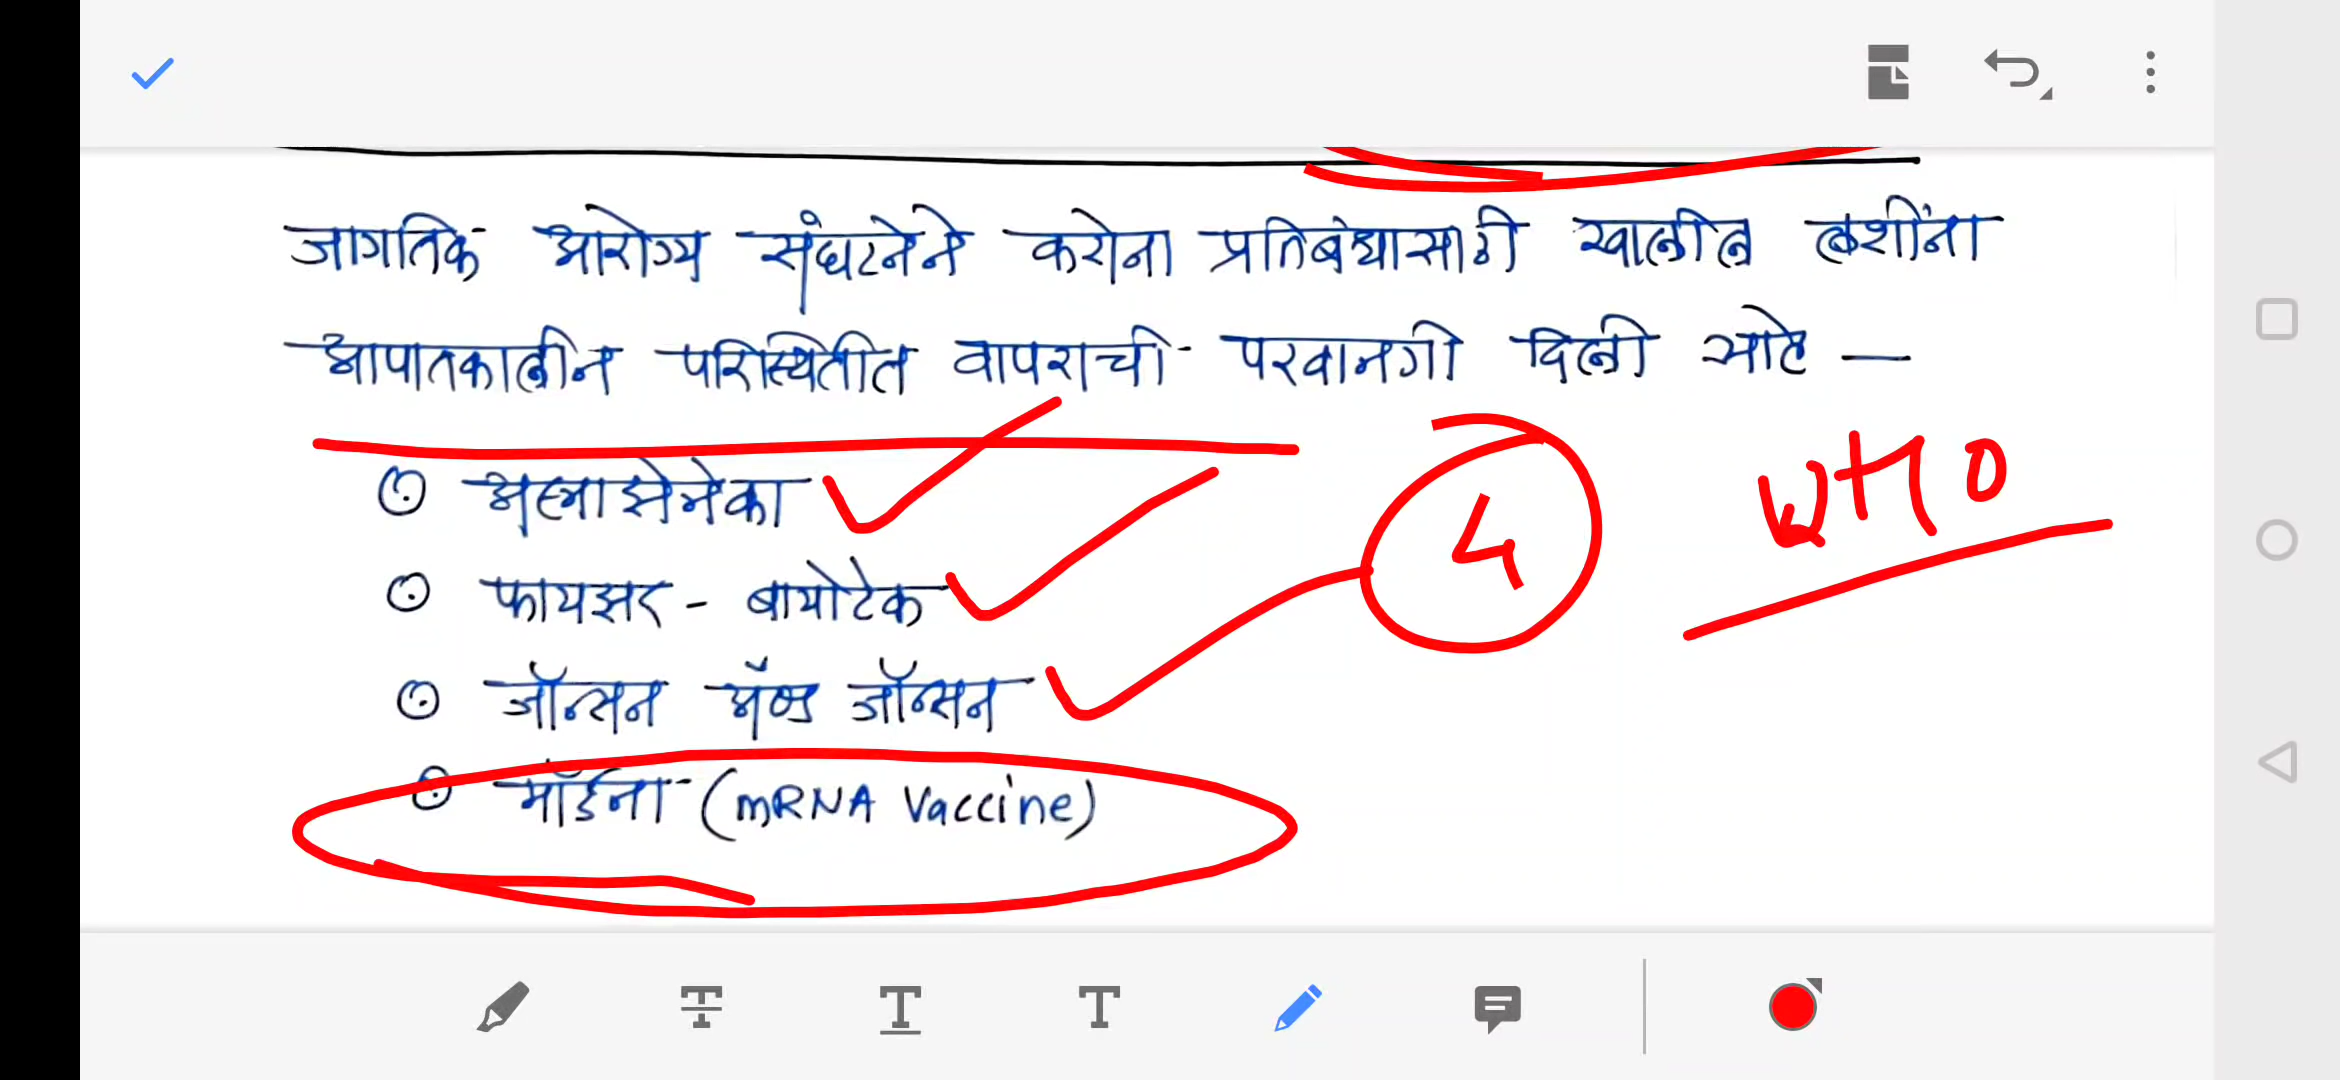 जागतिक आरोग्य संघटनेने करोना प्रतिबंधासाठी खालील लशींना
आपातकालीन परिस्थितीत वापराची परवानगी दिली आहे —
अस्त्राझेनेका
फायझर - बायोटेक
जॉन्सन अँण्ड जॉन्सन
मॉडर्ना (mRNA Vaccine)
4
WHO